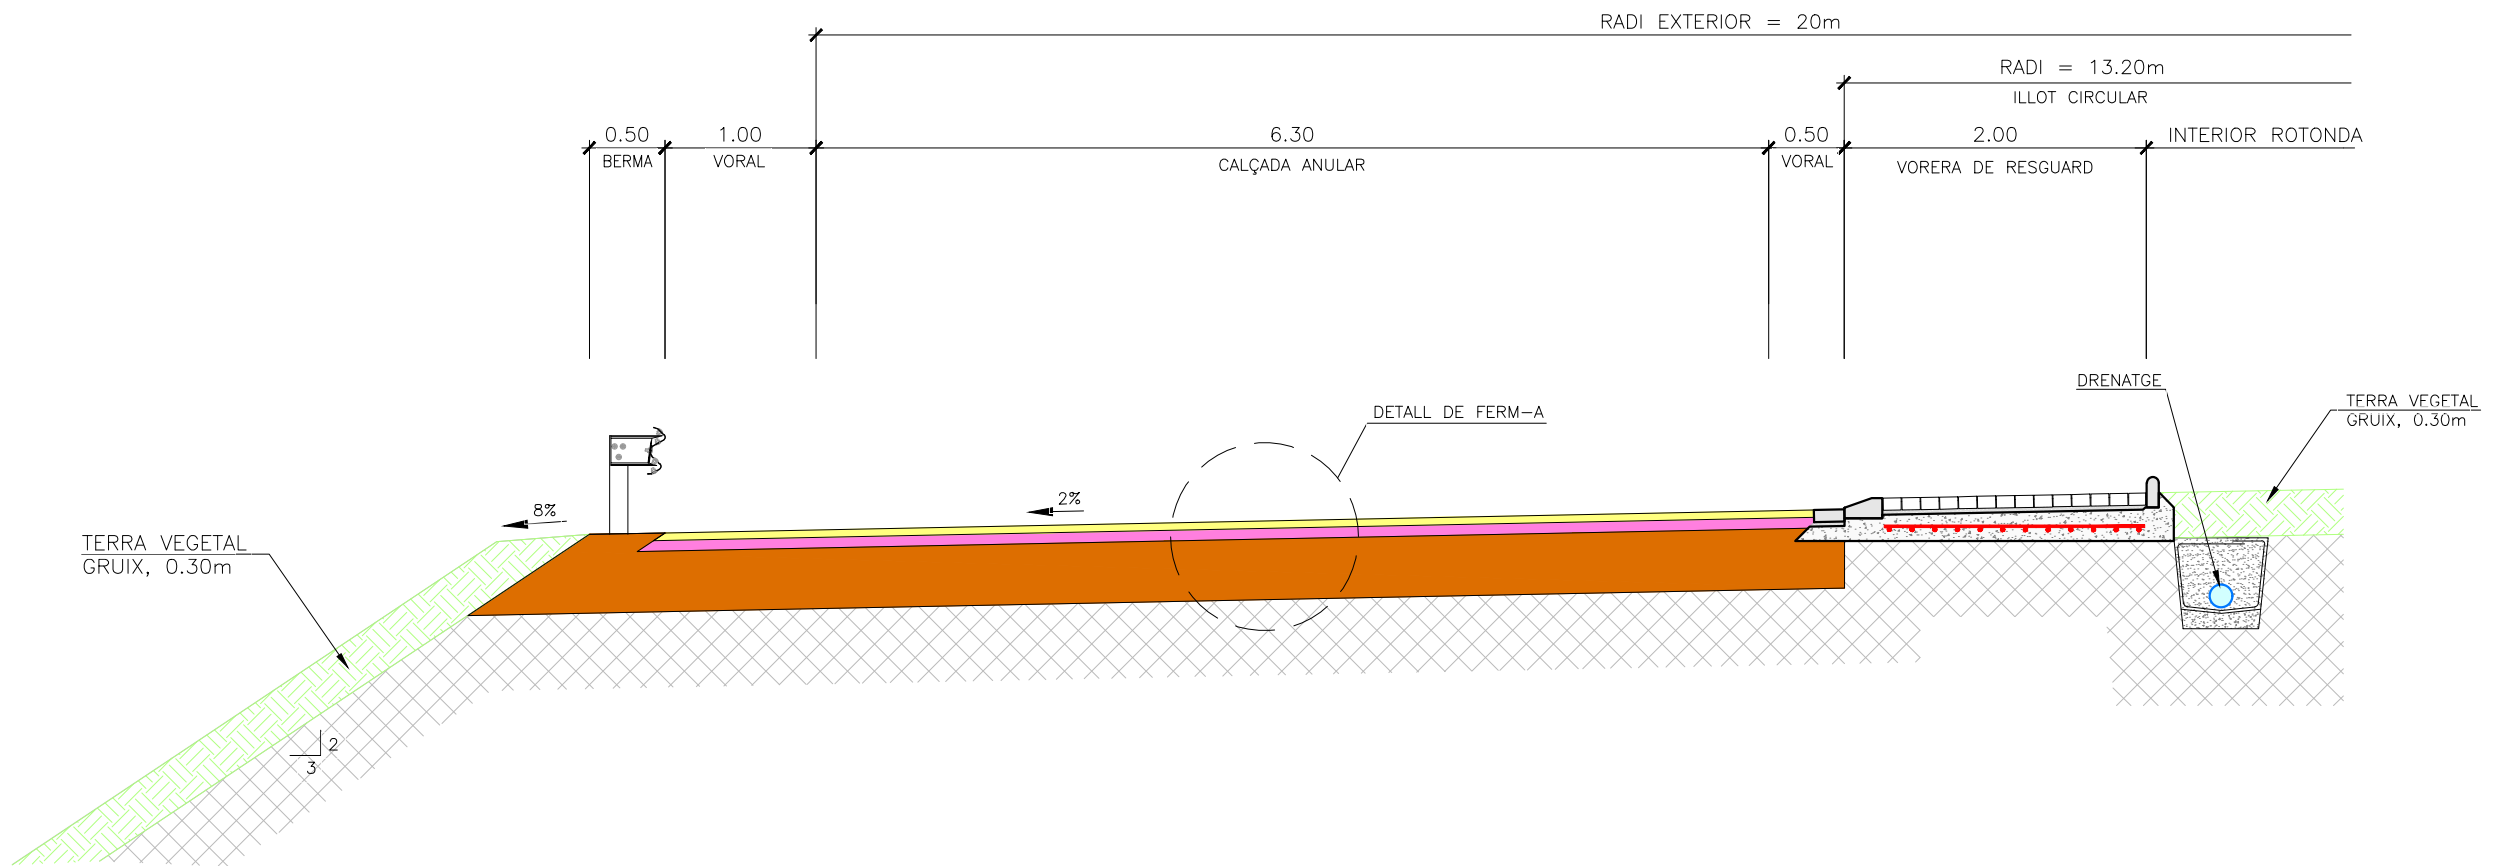 RADI EXTERIOR = 20m
RADI = 13.20m
ILLOT CIRCULAR
0.50
1.00
6.30
0.50
2.00
INTERIOR ROTONDA
BERMA
VORAL
CALÇADA ANULAR
VORAL
VORERA DE RESGUARD
DRENATGE
TERRA VEGETAL
GRUIX, 0.30m
DETALL DE FERM-A
8%
2%
TERRA VEGETAL
GRUIX, 0.30m
2
3